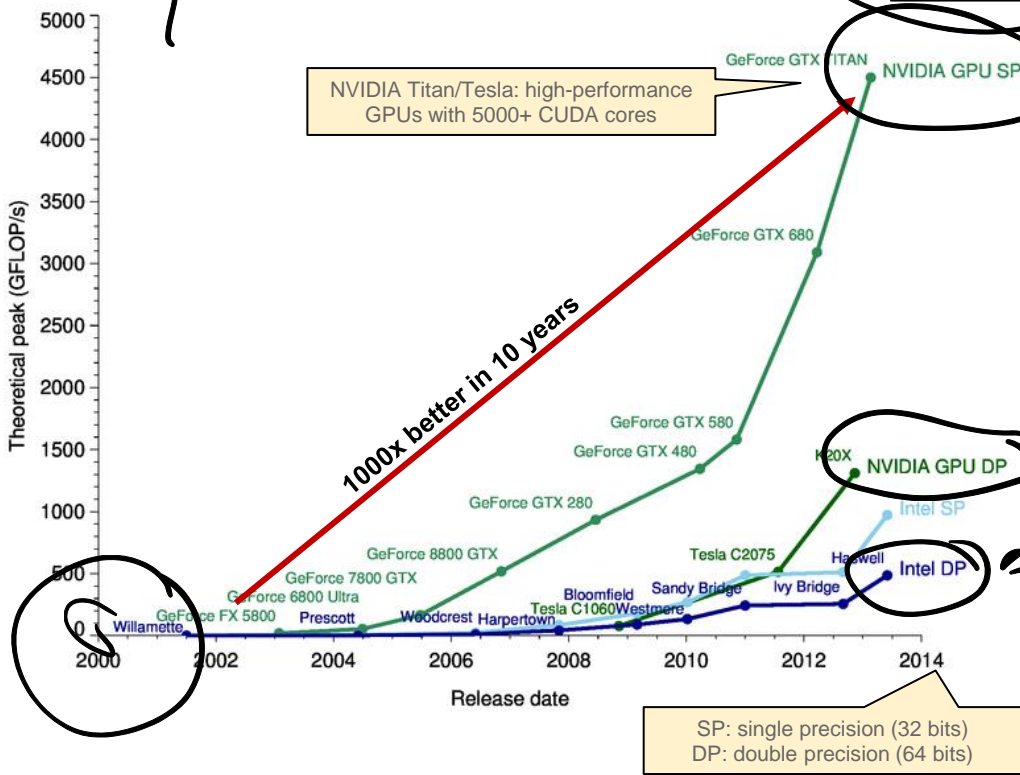 5000
4500
4000
3500
3000
2500
2000
1500
1000
500
0
Theoretical peak (GFLOP/s)
GeForce GTX TITAN
NVIDIA GPU SP
NVIDIA Titan/Tesla: high-performance
GPUs with 5000+ CUDA cores
GeForce GTX 680
1000x better in 10 years
GeForce GTX 580
GeForce GTX 480
K20X
NVIDIA GPU DP
GeForce GTX 280
Intel SP
GeForce 8800 GTX
Tesla C2075
Haswell
Intel DP
GeForce 7800 GTX
GeForce 6800 Ultra
Bloomfield
Sandy Bridge
Ivy Bridge
GeForce FX 5800
Prescott
Woodcrest
Harpertown
Tesla C1060
Westmere
Willamette
2000 2002 2004 2006 2008 2010 2012 2014
Release date
SP: single precision (32 bits)
DP: double precision (64 bits)